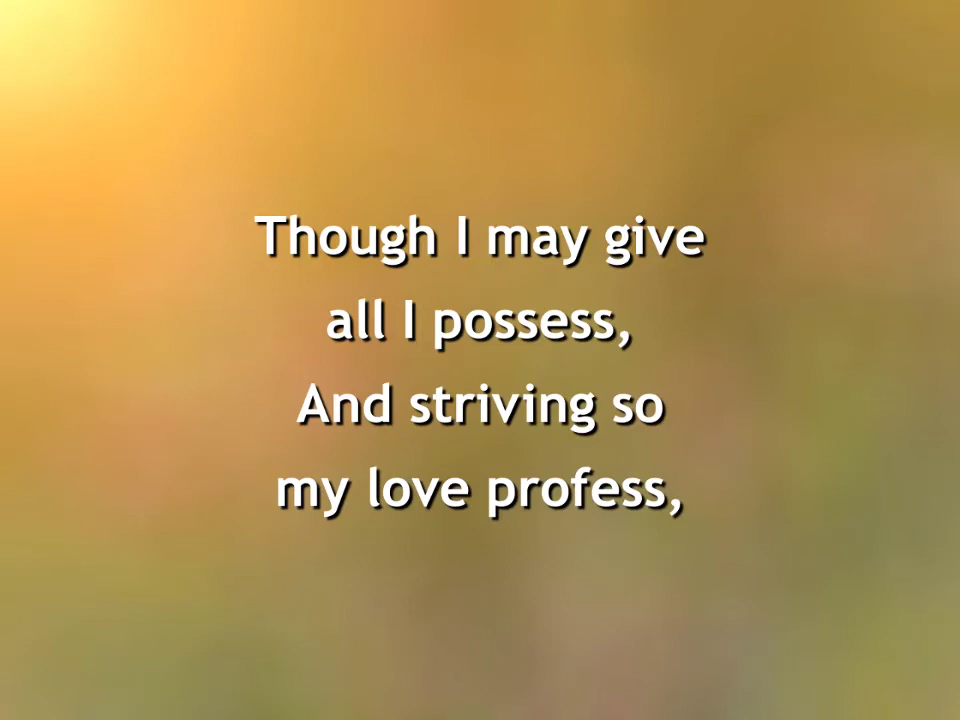 Though I may give
all I possess,
And striving so
my love profess,